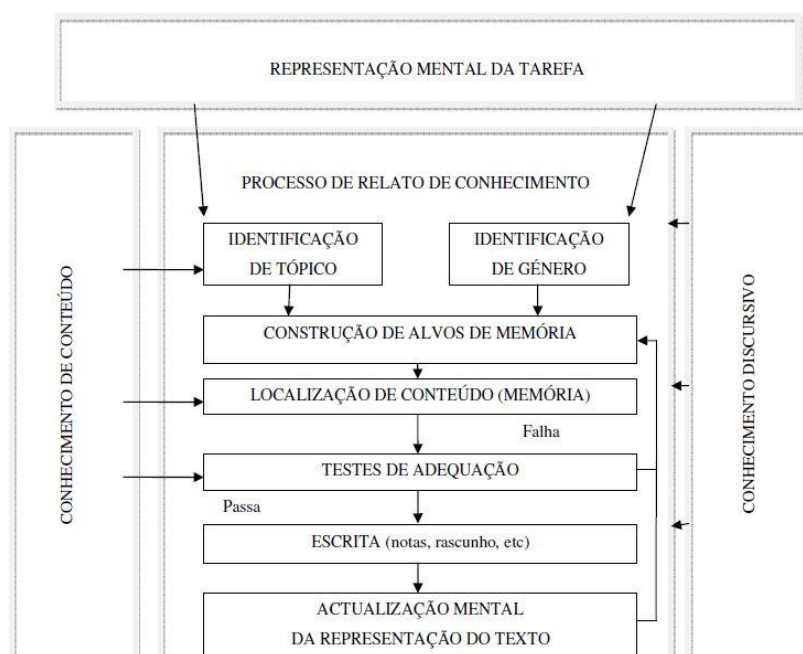 REPRESENTAÇÃO MENTAL DA TAREFA
PROCESSO DE RELATO DE CONHECIMENTO
IDENTIFICAÇÃO
DE TÓPICO
IDENTIFICAÇÃO
DE GÉNERO
CONSTRUÇÃO DE ALVOS DE MEMÓRIA
LOCALIZAÇÃO DE CONTEÚDO (MEMÓRIA)
Falha
TESTES DE ADEQUAÇÃO
Passa
ESCRITA (notas, rascunho, etc)
ACTUALIZAÇÃO MENTAL
DA REPRESENTAÇÃO DO TEXTO
CONHECIMENTO DE CONTEÚDO
CONHECIMENTO DISCURSIVO